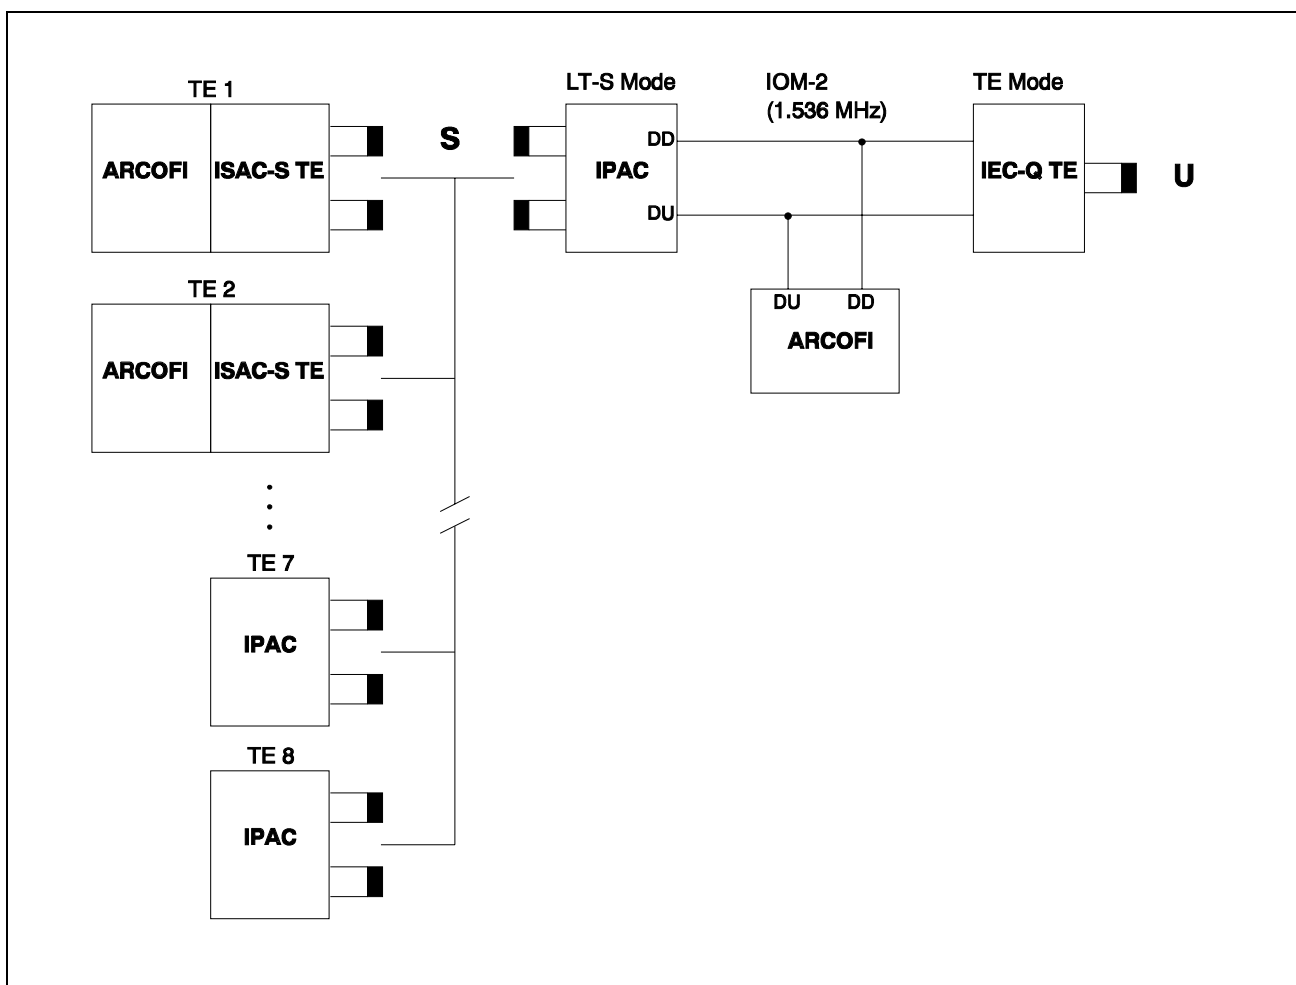 TE 1
ARCOFI
ISAC-S TE
S
LT-S Mode
IPAC
DD
DU
IOM-2
(1.536 MHz)
TE Mode
IEC-Q TE
U
DU
DD
ARCOFI
TE 2
ARCOFI
ISAC-S TE
TE 7
IPAC
TE 8
IPAC